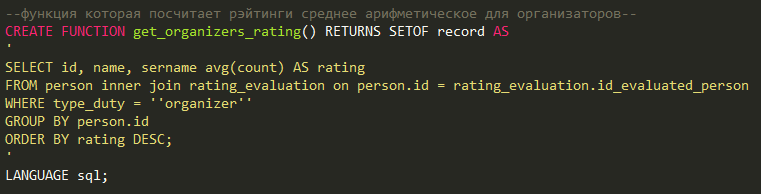 --функция которая посчитает рэйтинги среднее арифметическое для организаторов--
CREATE FUNCTION get_organizers_rating() RETURNS SETOF record AS
'
SELECT id, name, sername avg(count) AS rating
FROM person inner join rating_evaluation on person.id = rating_evaluation.id_evaluated_person
WHERE type_duty = ''organizer''
GROUP BY person.id
ORDER BY rating DESC;
'
LANGUAGE sql;